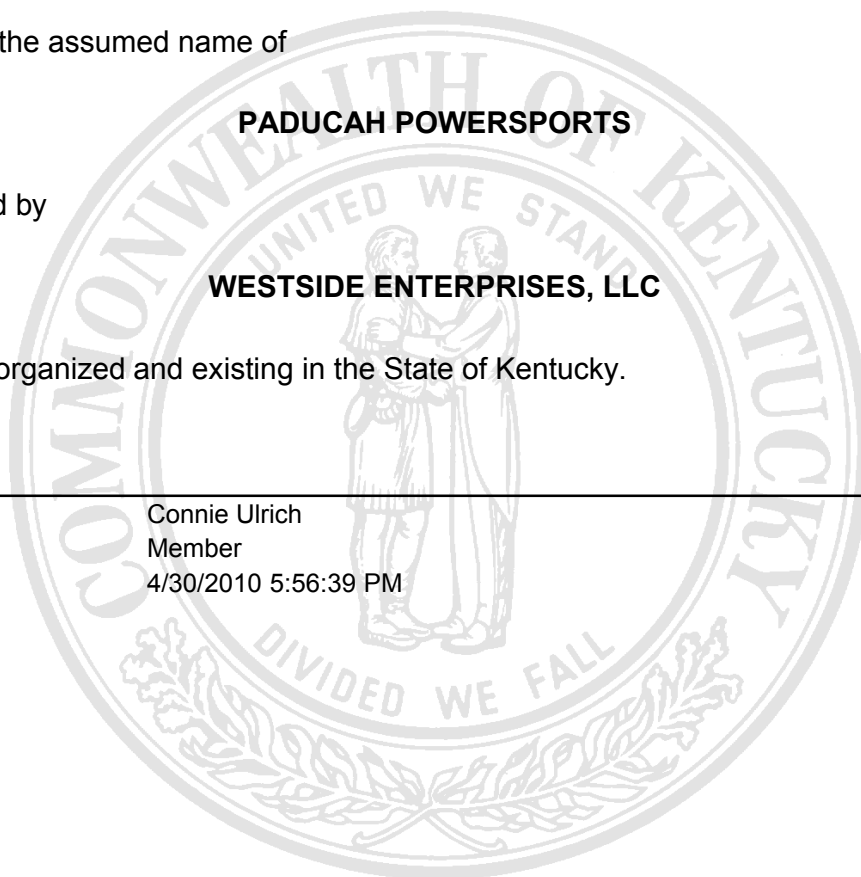 the assumed name of
PADUCAH POWERSPORTS
d by
WESTSIDE ENTERPRISES, LLC
organized and existing in the State of Kentucky.
Connie Ulrich
Member
4/30/2010 5:56:39 PM
COMMONWEALTH OF KENTUCKY
UNITED WE STAND
DIVIDED WE FALL